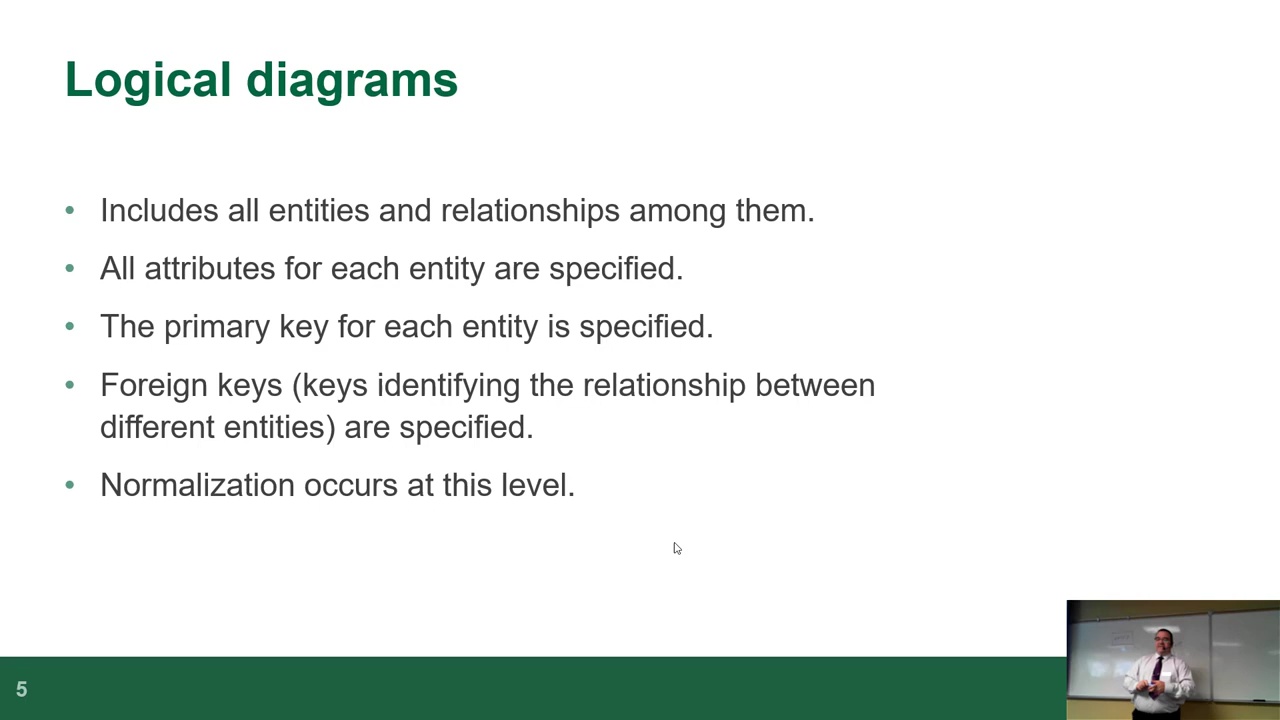 Logical diagrams
• Includes all entities and relationships among them.
• All attributes for each entity are specified.
• The primary key for each entity is specified.
• Foreign keys (keys identifying the relationship between
different entities) are specified.
• Normalization occurs at this level.
5